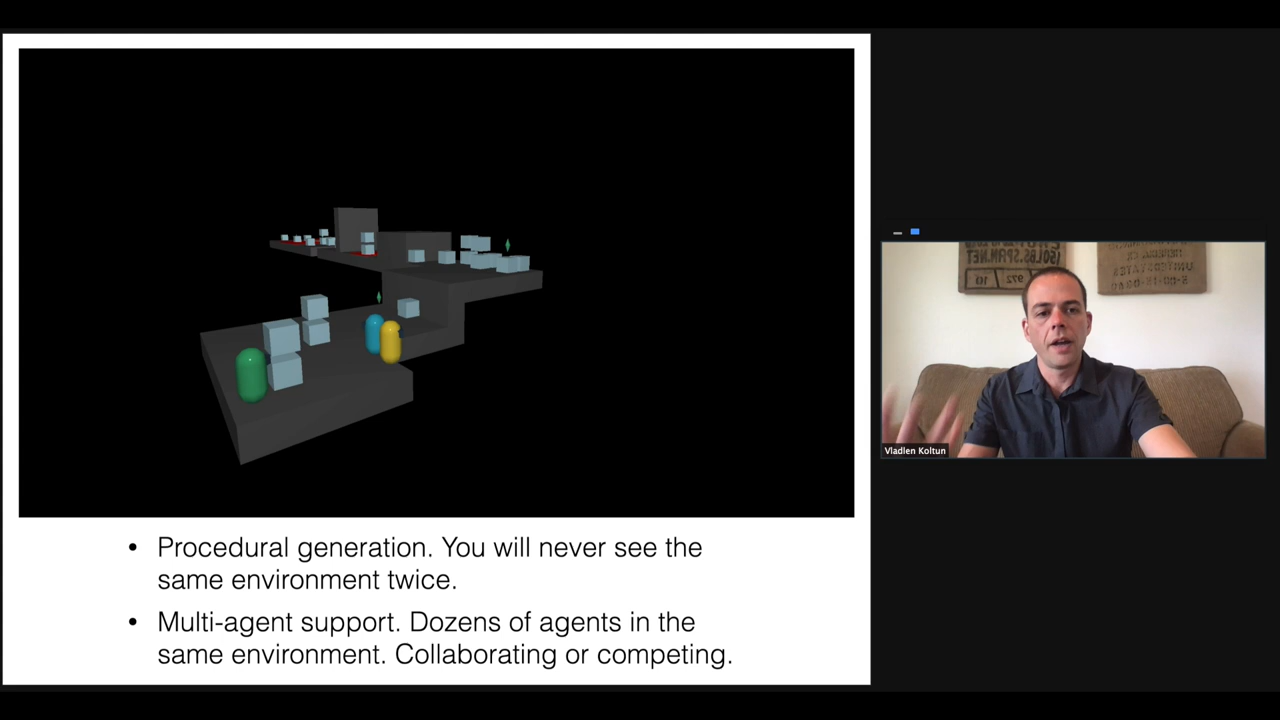 • Procedural generation. You will never see the
same environment twice.
• Multi-agent support. Dozens of agents in the
same environment. Collaborating or competing.
Vladlen Koltun